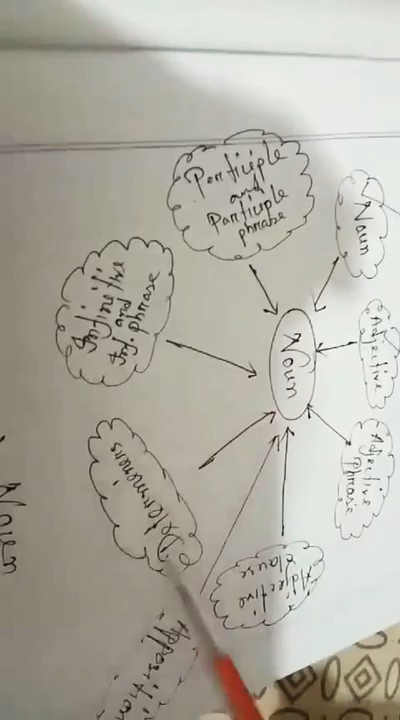 Participle
and
Participle
phrase
Noun
Infinitive
and
Inf. phrase
Noun
Adjective
Adjective
Phrase
Determiners
Adjective
clause
Apposition
Noun